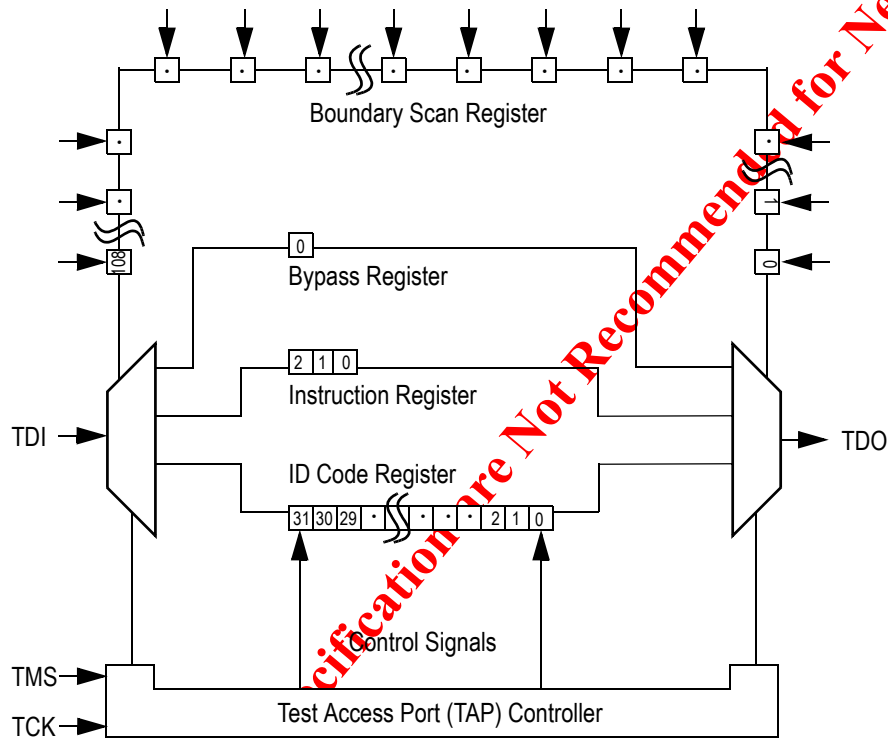 Boundary Scan Register
108
1
0
0
Bypass Register
2 1 0
Instruction Register
TDI
TDO
ID Code Register
31 30 29 · · · · · 2 1 0
Control Signals
TMS
Test Access Port (TAP) Controller
TCK
are Not Recommended for